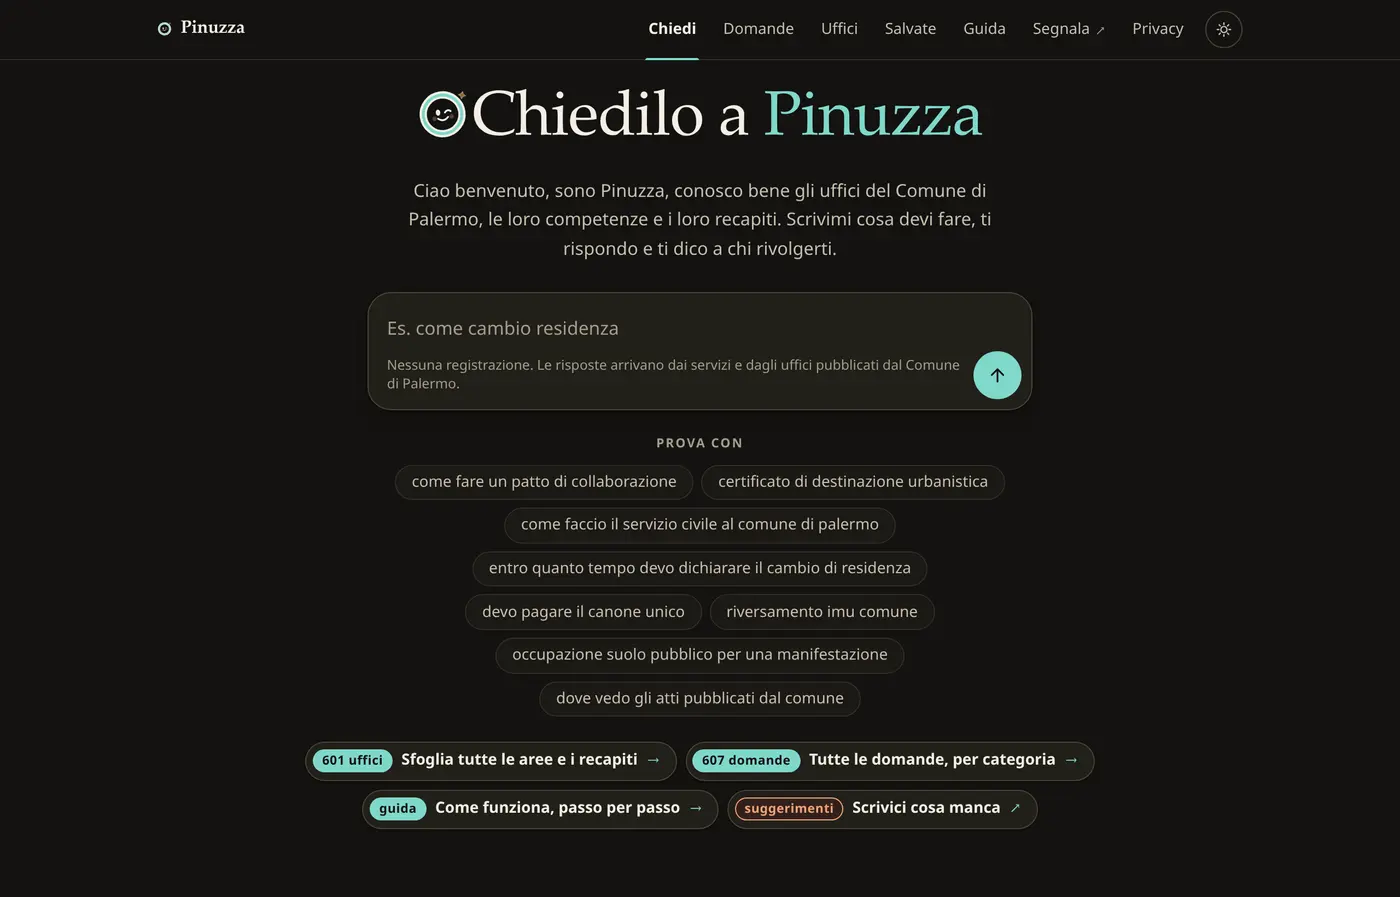 Pinuzza
Chiedi
Domande
Uffici
Salvate
Guida
Segnala ↗
Privacy
Chiedilo a Pinuzza
Ciao benvenuto, sono Pinuzza, conosco bene gli uffici del Comune di
Palermo, le loro competenze e i loro recapiti. Scrivimi cosa devi fare, ti
rispondo e ti dico a chi rivolgerti.
Es. come cambio residenza
Nessuna registrazione. Le risposte arrivano dai servizi e dagli uffici pubblicati dal Comune
di Palermo.
PROVA CON
come fare un patto di collaborazione
certificato di destinazione urbanistica
come faccio il servizio civile al comune di palermo
entro quanto tempo devo dichiarare il cambio di residenza
devo pagare il canone unico
riversamento imu comune
occupazione suolo pubblico per una manifestazione
dove vedo gli atti pubblicati dal comune
601 uffici Sfoglia tutte le aree e i recapiti →
607 domande Tutte le domande, per categoria →
guida Come funziona, passo per passo →
suggerimenti Scrivici cosa manca ↗